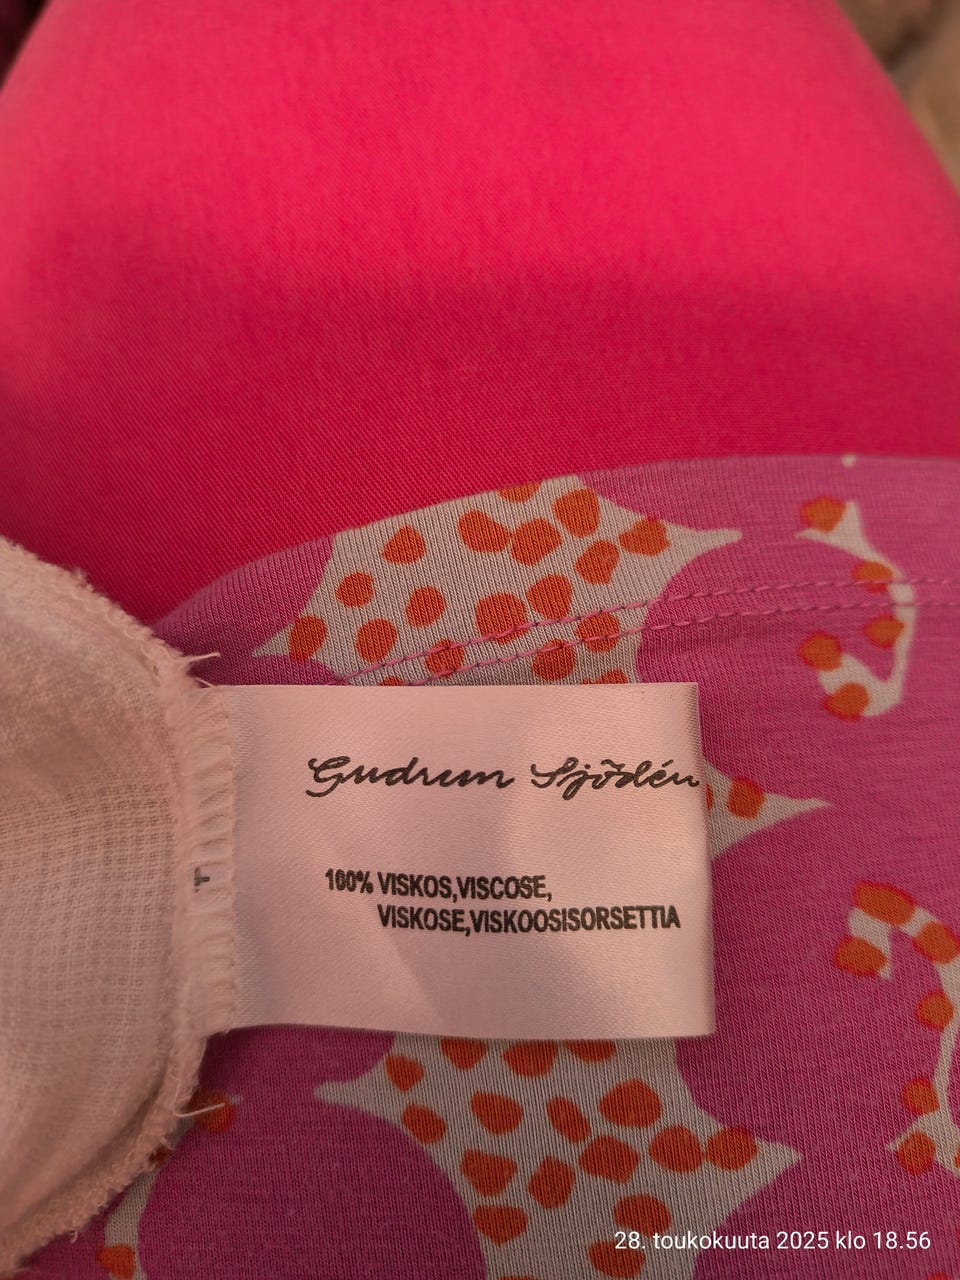 Gudrun Sjödén
100% VISKOS,VISCOSE,
VISKOSE,VISKOOSISORSETTIA
28. toukokuuta 2025 klo 18.56